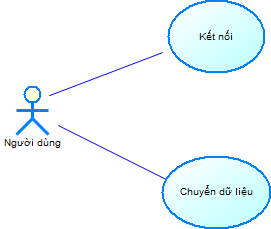 Kết nối
Người dùng
Chuyển dữ liệu